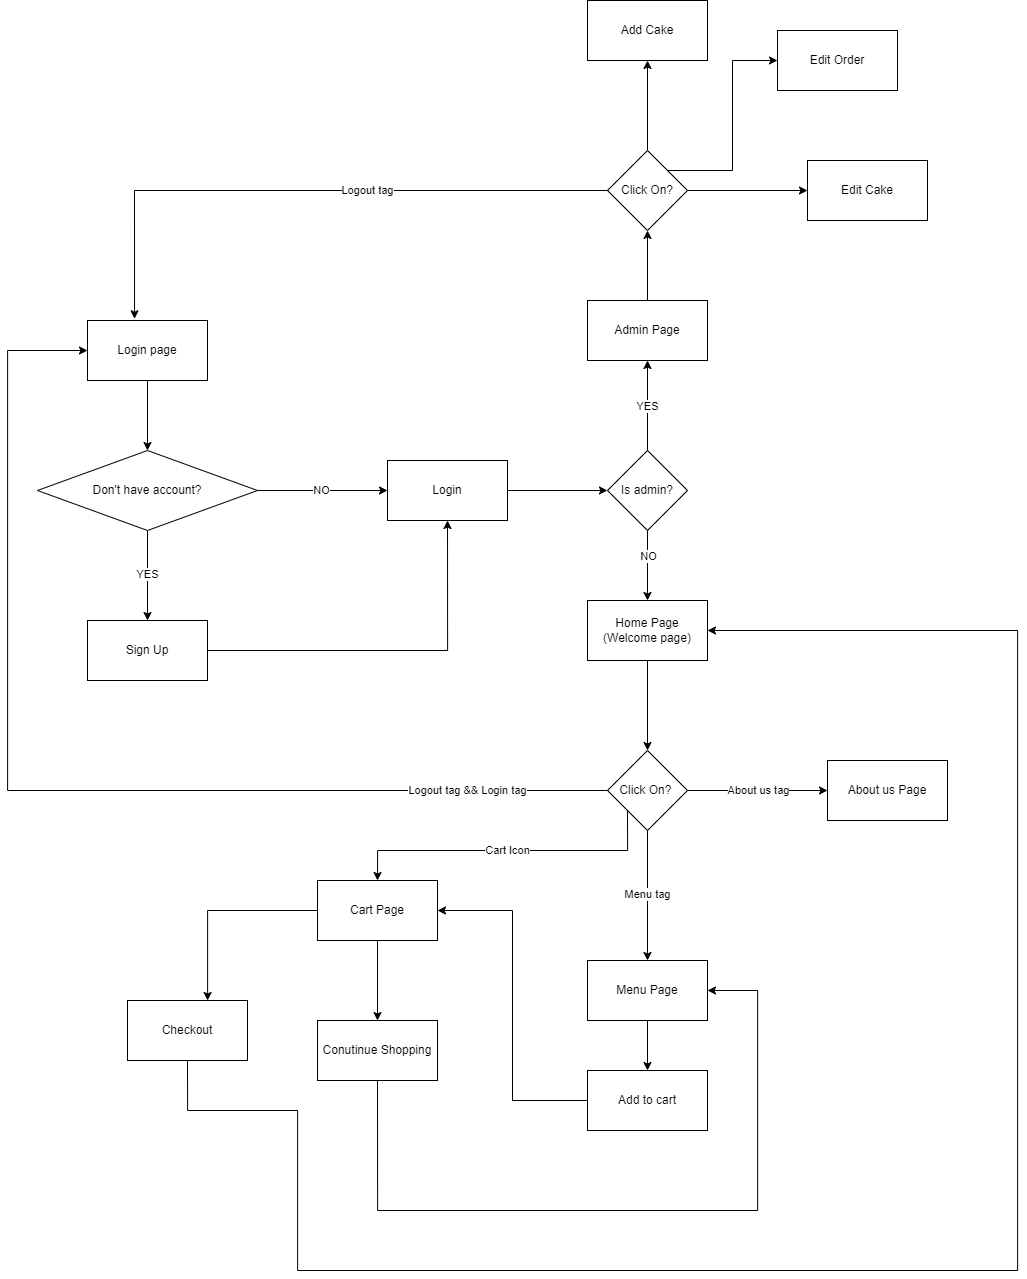 Add Cake
Edit Order
Click On?
Edit Cake
Logout tag
Admin Page
Login page
YES
Don't have account?
NO
Login
Is admin?
NO
YES
Home Page
(Welcome page)
Sign Up
Logout tag && Login tag
Click On?
About us tag
About us Page
Cart Icon
Menu tag
Cart Page
Menu Page
Checkout
Conutinue Shopping
Add to cart